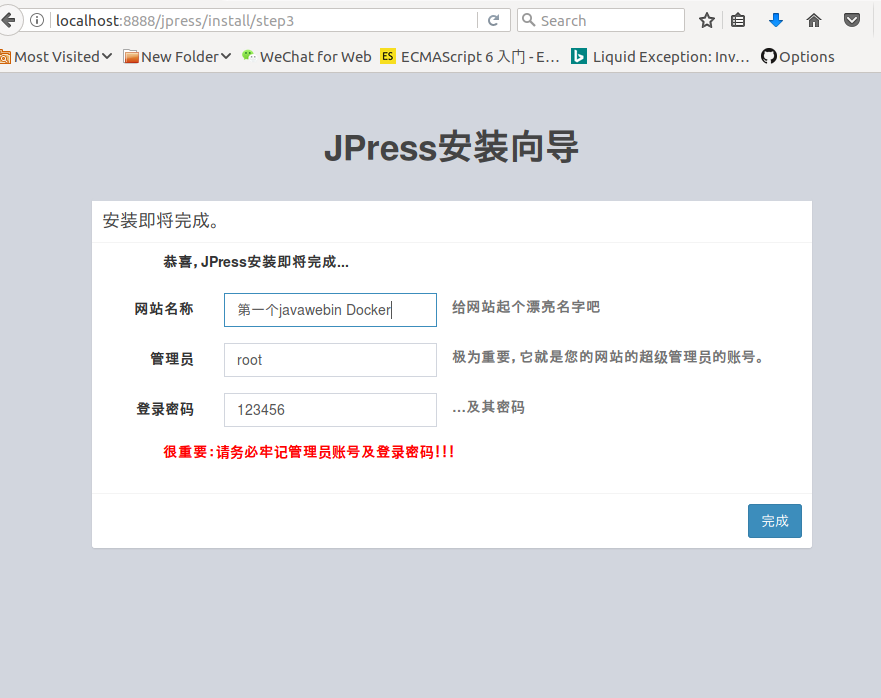 localhost:8888/jpress/install/step3
Search
Most Visited
New Folder
WeChat for Web
ES
ECMAScript 6 入门 - E…
Liquid Exception: Inv…
Options
JPress安装向导
安装即将完成。
恭喜，JPress安装即将完成...
网站名称
第一个javawebin Docker
给网站起个漂亮名字吧
管理员
root
极为重要，它就是您的网站的超级管理员的账号。
登录密码
123456
...及其密码
很重要：请务必牢记管理员账号及登录密码！！！
完成